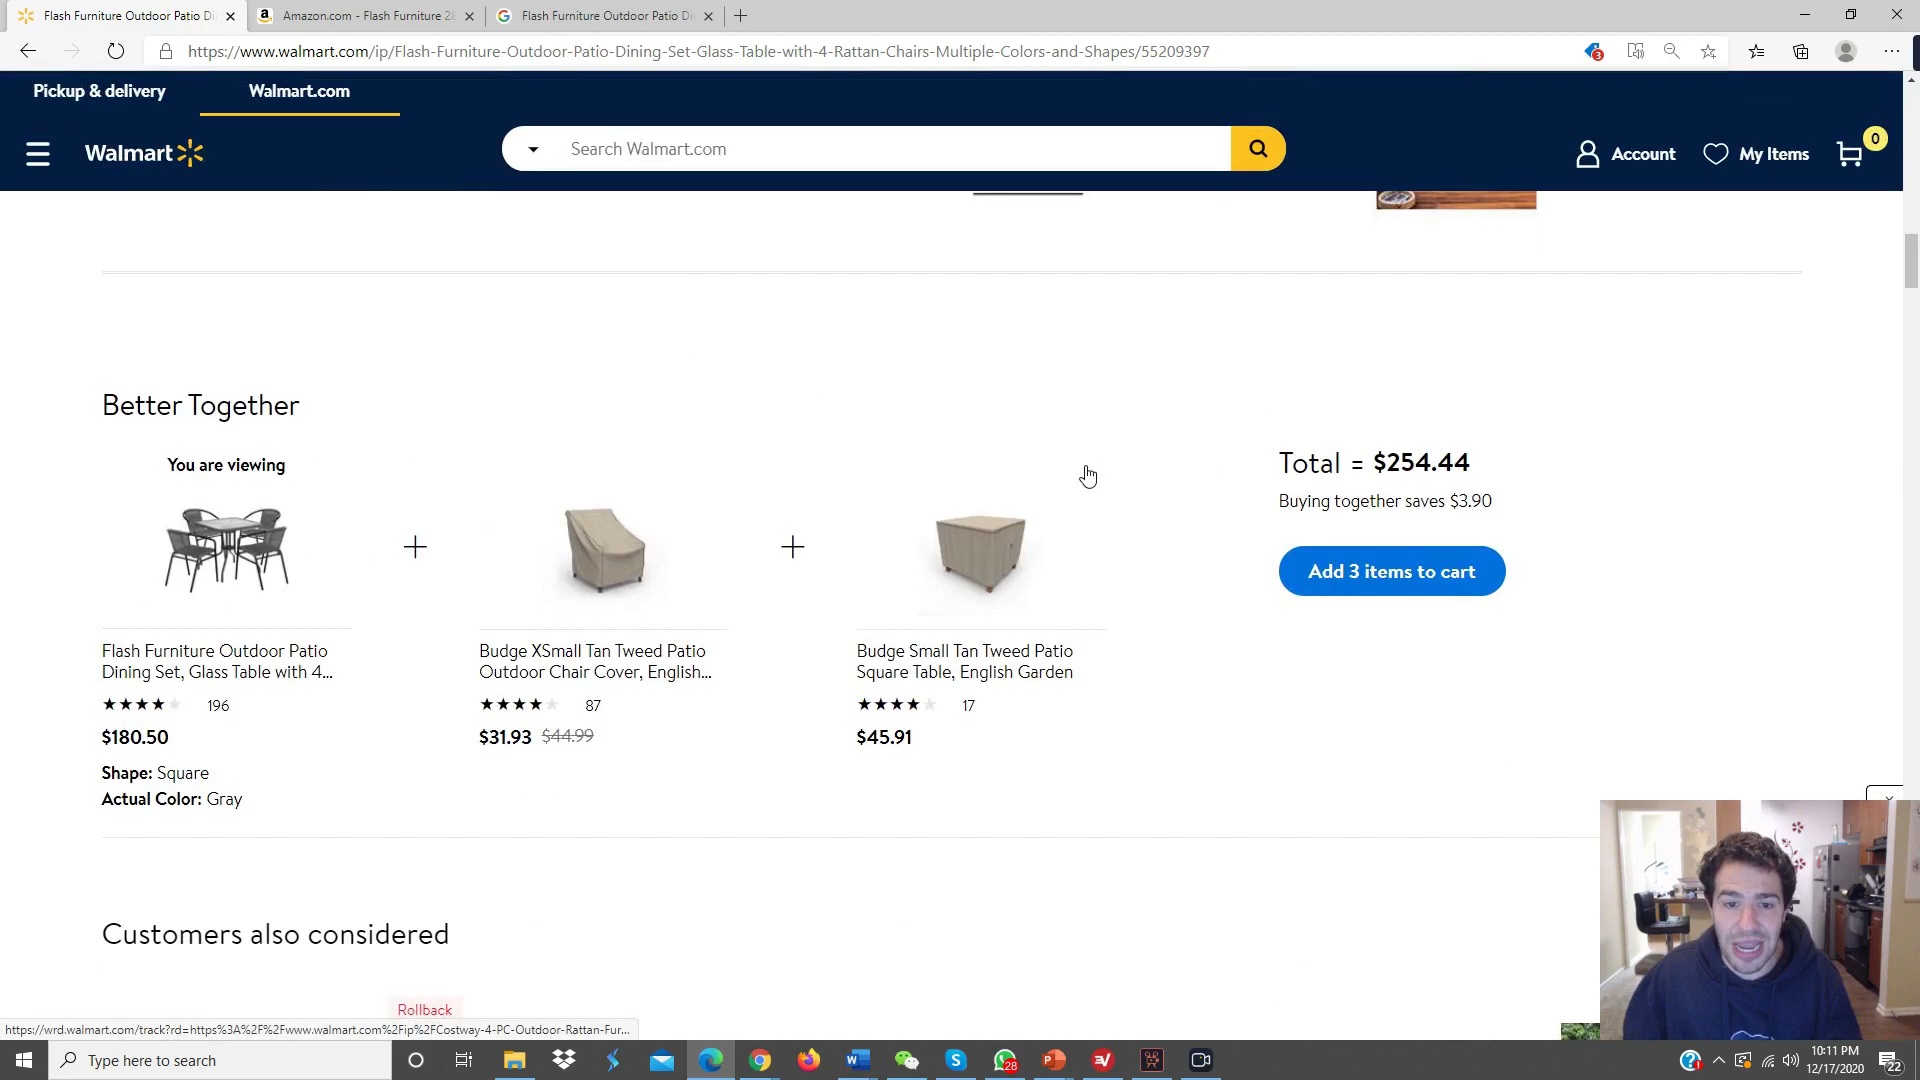 Flash Furniture Outdoor Patio Di
Amazon.com - Flash Furniture 28
Flash Furniture Outdoor Patio Di
https://www.walmart.com/ip/Flash-Furniture-Outdoor-Patio-Dining-Set-Glass-Table-with-4-Rattan-Chairs-Multiple-Colors-and-Shapes/55209397
3
Pickup & delivery
Walmart.com
Walmart
Search Walmart.com
Account
My Items
0
Better Together
You are viewing
Total = $254.44
Buying together saves $3.90
Add 3 items to cart
Flash Furniture Outdoor Patio
Dining Set, Glass Table with 4...
196
$180.50
Shape: Square
Actual Color: Gray
Budge XSmall Tan Tweed Patio
Outdoor Chair Cover, English...
87
$31.93 $44.99
Budge Small Tan Tweed Patio
Square Table, English Garden
17
$45.91
Customers also considered
Rollback
https://wrd.walmart.com/track?rd=https%3A%2F%2Fwww.walmart.com%2Fip%2FCostway-4-PC-Outdoor-Rattan-Fur...
Type here to search
28
10:11 PM
12/17/2020
22